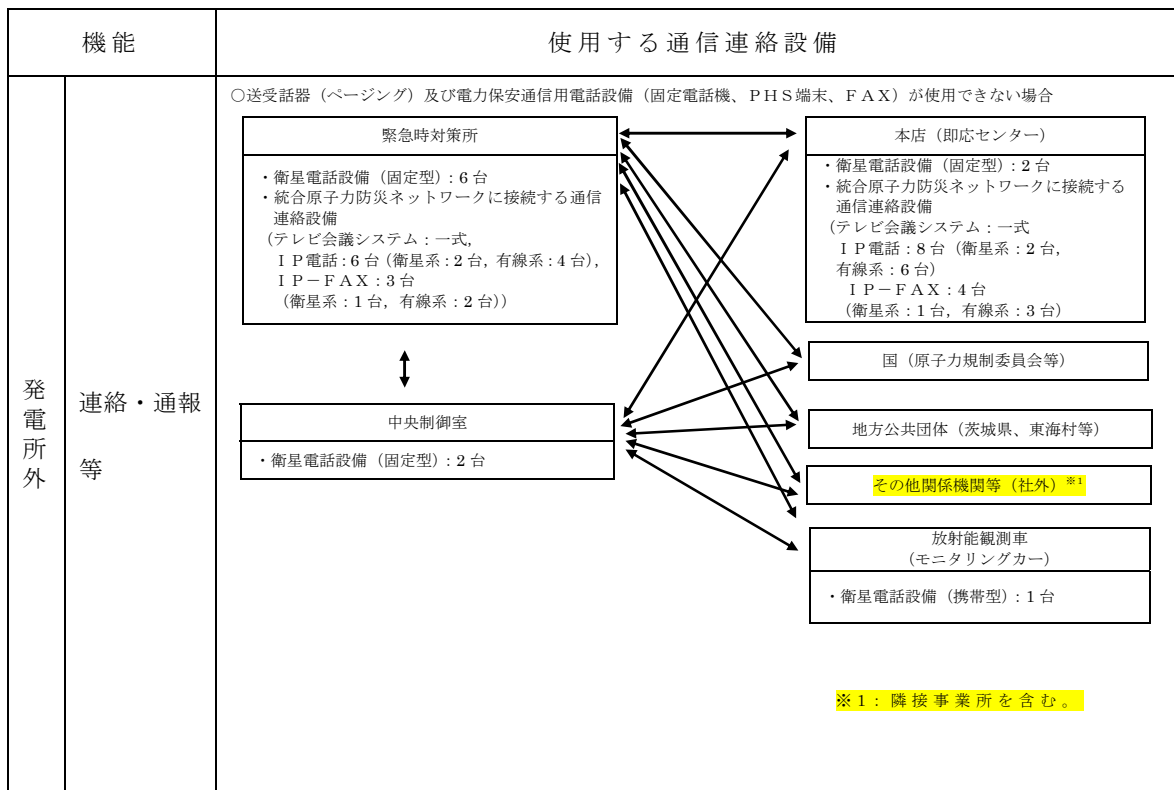 機能
使用する通信連絡設備
発電所外
連絡・通報
等
○送受話器（ページング）及び電力保安通信用電話設備（固定電話機、ＰＨＳ端末、ＦＡＸ）が使用できない場合
緊急時対策所
・衛星電話設備（固定型）：6台
・統合原子力防災ネットワークに接続する通信
連絡設備
（テレビ会議システム：一式，
ＩＰ電話：6台（衛星系：2台，有線系：4台），
ＩＰ－ＦＡＸ：3台
（衛星系：1台，有線系：2台））
中央制御室
・衛星電話設備（固定型）：2台
本店（即応センター）
・衛星電話設備（固定型）：2台
・統合原子力防災ネットワークに接続する
通信連絡設備
（テレビ会議システム：一式
ＩＰ電話：8台（衛星系：2台，
有線系：6台）
ＩＰ－ＦＡＸ：4台
（衛星系：1台，有線系：3台）
国（原子力規制委員会等）
地方公共団体（茨城県、東海村等）
その他関係機関等（社外）※1
放射能観測車
（モニタリングカー）
・衛星電話設備（携帯型）：1台
※1：隣接事業所を含む。